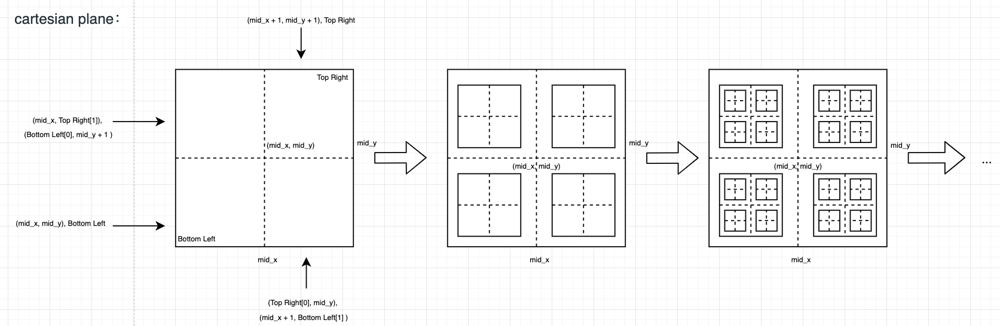 cartesian plane：
(mid_x + 1, mid_y + 1), Top Right
Top Right
(mid_x, Top Right[1]),
(Bottom Left[0], mid_y + 1 )
(mid_x, mid_y)
mid_y
(mid_x, mid_y), Bottom Left
Bottom Left
mid_x
(Top Right[0], mid_y),
(mid_x + 1, Bottom Left[1] )
(mid_x, mid_y)
mid_y
mid_x
(mid_x, mid_y)
mid_y
mid_x
...